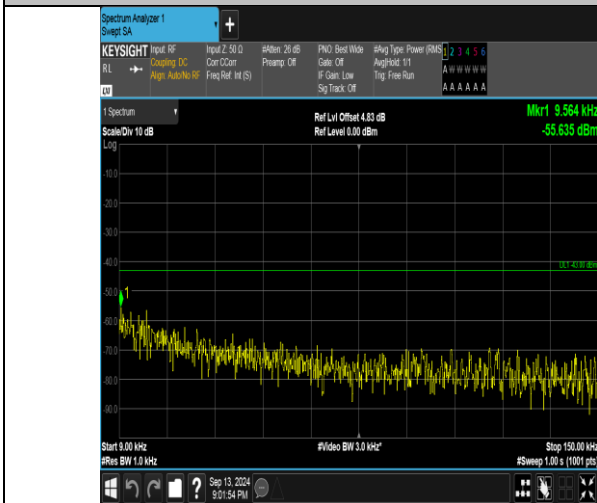 Spectrum Analyzer 1
Swept SA
+
KEYSIGHT
RL
Input: RF
Coupling: DC
Align: Auto/No RF
Input Z: 50 Ω
Corr CCorr
Freq Ref: Int (S)
#Atten: 26 dB
Preamp: Off
PNO: Best Wide
Gate: Off
IF Gain: Low
Sig Track: Off
#Avg Type: Power (RMS)
Avg|Hold: 1/1
Trig: Free Run
1 2 3 4 5 6
A W W W W W
A A A A A A
1 Spectrum
Scale/Div 10 dB
Log
Ref Lvl Offset 4.83 dB
Ref Level 0.00 dBm
Mkr1 9.564 kHz
-55.635 dBm
-10.0
-20.0
-30.0
-40.0
DL1 -43.00 dBm
-50.0
1
-60.0
-70.0
-80.0
-90.0
Start 9.00 kHz
#Res BW 1.0 kHz
#Video BW 3.0 kHz*
Stop 150.00 kHz
#Sweep 1.00 s (1001 pts)
?
Sep 13, 2024
9:01:54 PM